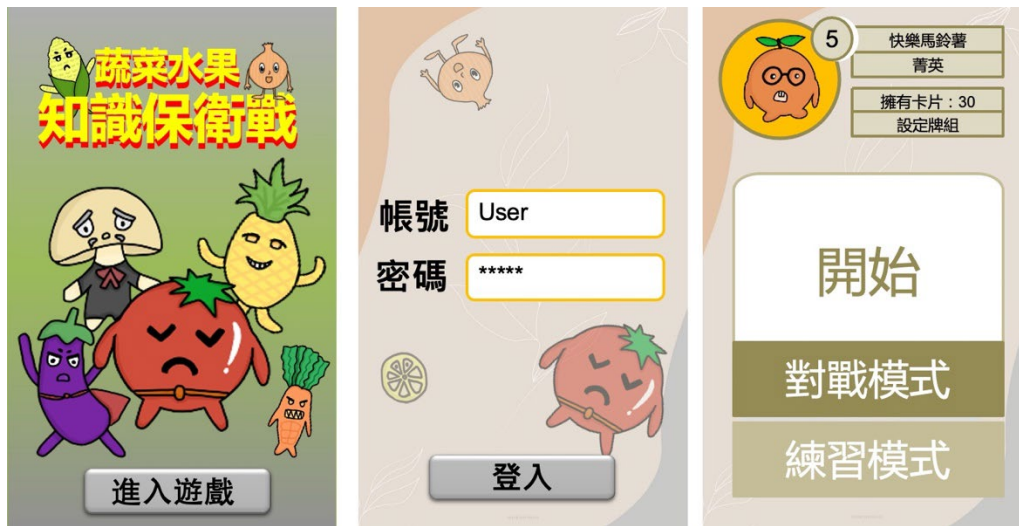 蔬菜水果
知識保衛戰
進入遊戲
帳號
User
密碼
*****
登入
5
快樂馬鈴薯
菁英
擁有卡片：30
設定牌組
開始
對戰模式
練習模式